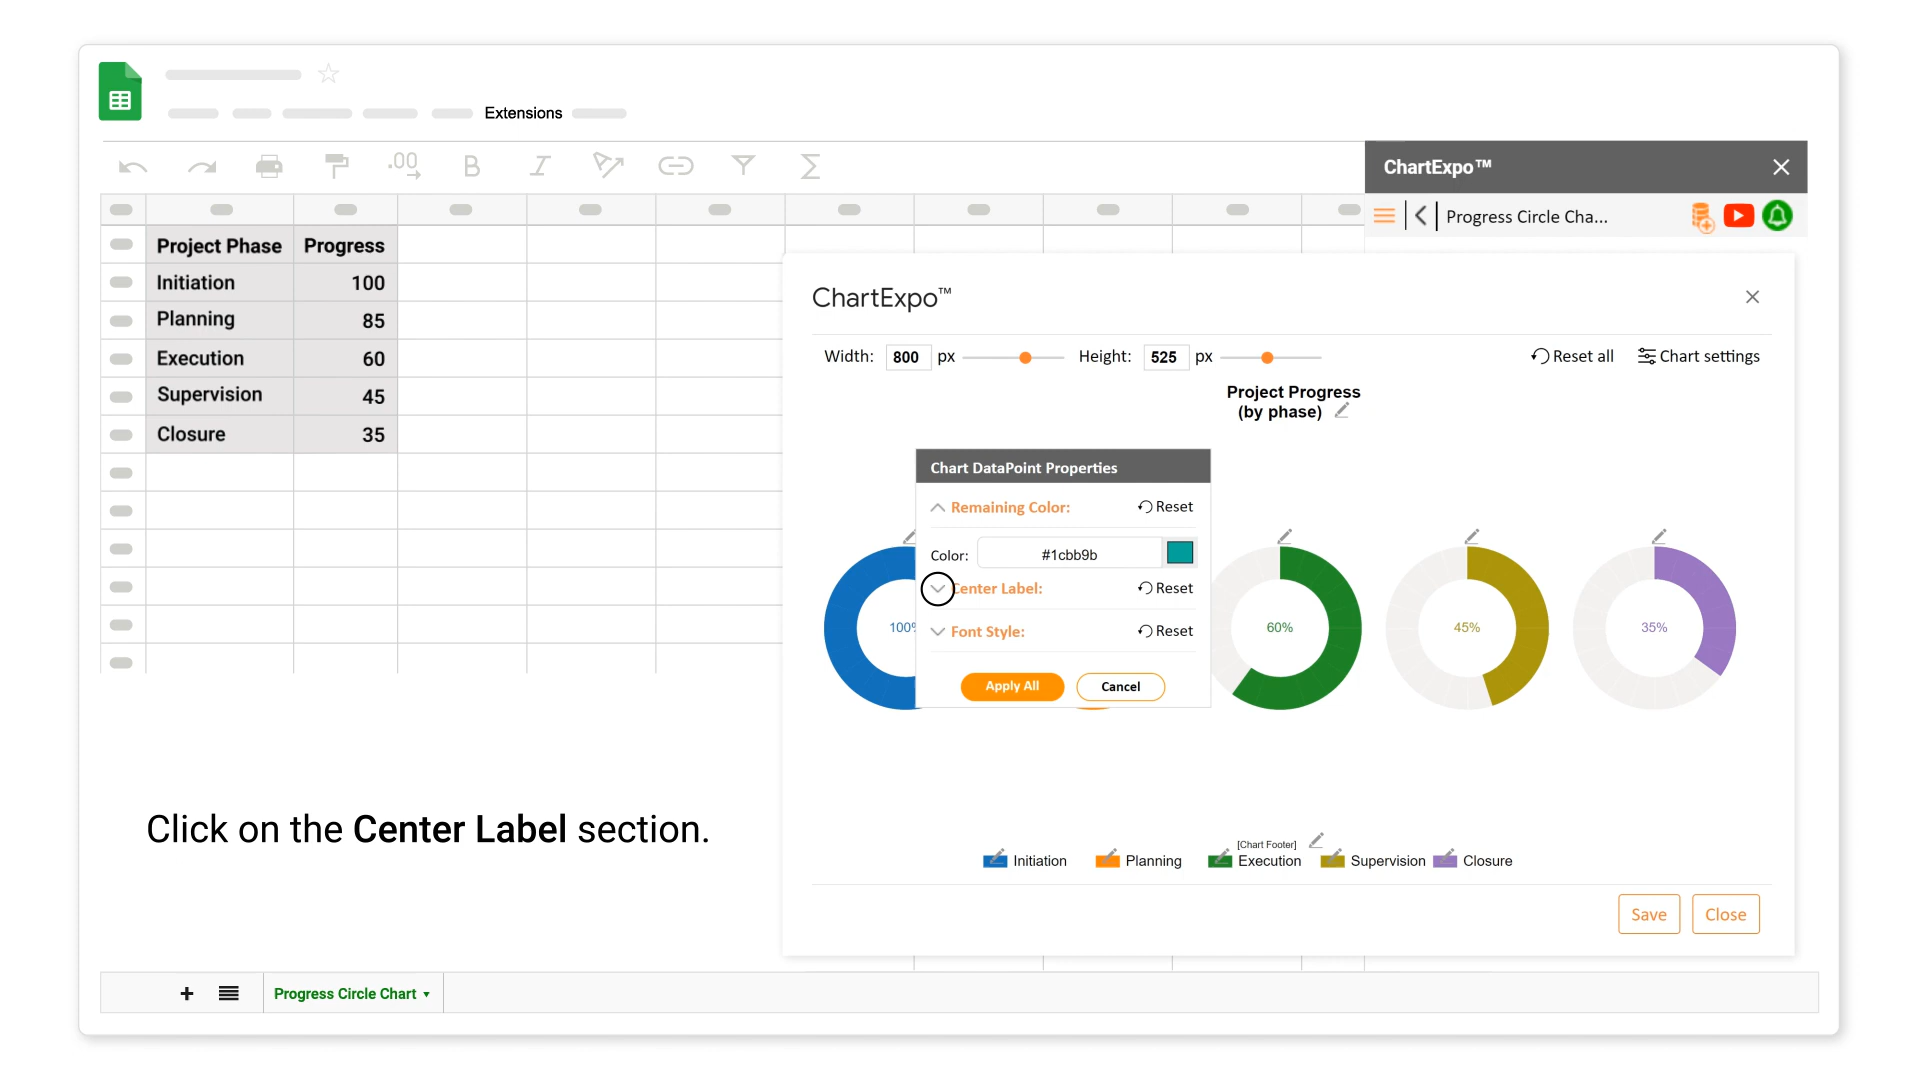 Extensions
.00
B
I
ChartExpo™
Progress Circle Cha...
Project Phase Progress
Initiation 100
Planning 85
Execution 60
Supervision 45
Closure 35
ChartExpo™
Width: 800 px Height: 525 px Reset all Chart settings
Project Progress
(by phase)
Chart DataPoint Properties
Remaining Color: Reset
Color: #1cbb9b
Center Label: Reset
Font Style: Reset
Apply All Cancel
100%
60%
45%
35%
Click on the Center Label section.
[Chart Footer]
Initiation Planning Execution Supervision Closure
Save Close
Progress Circle Chart